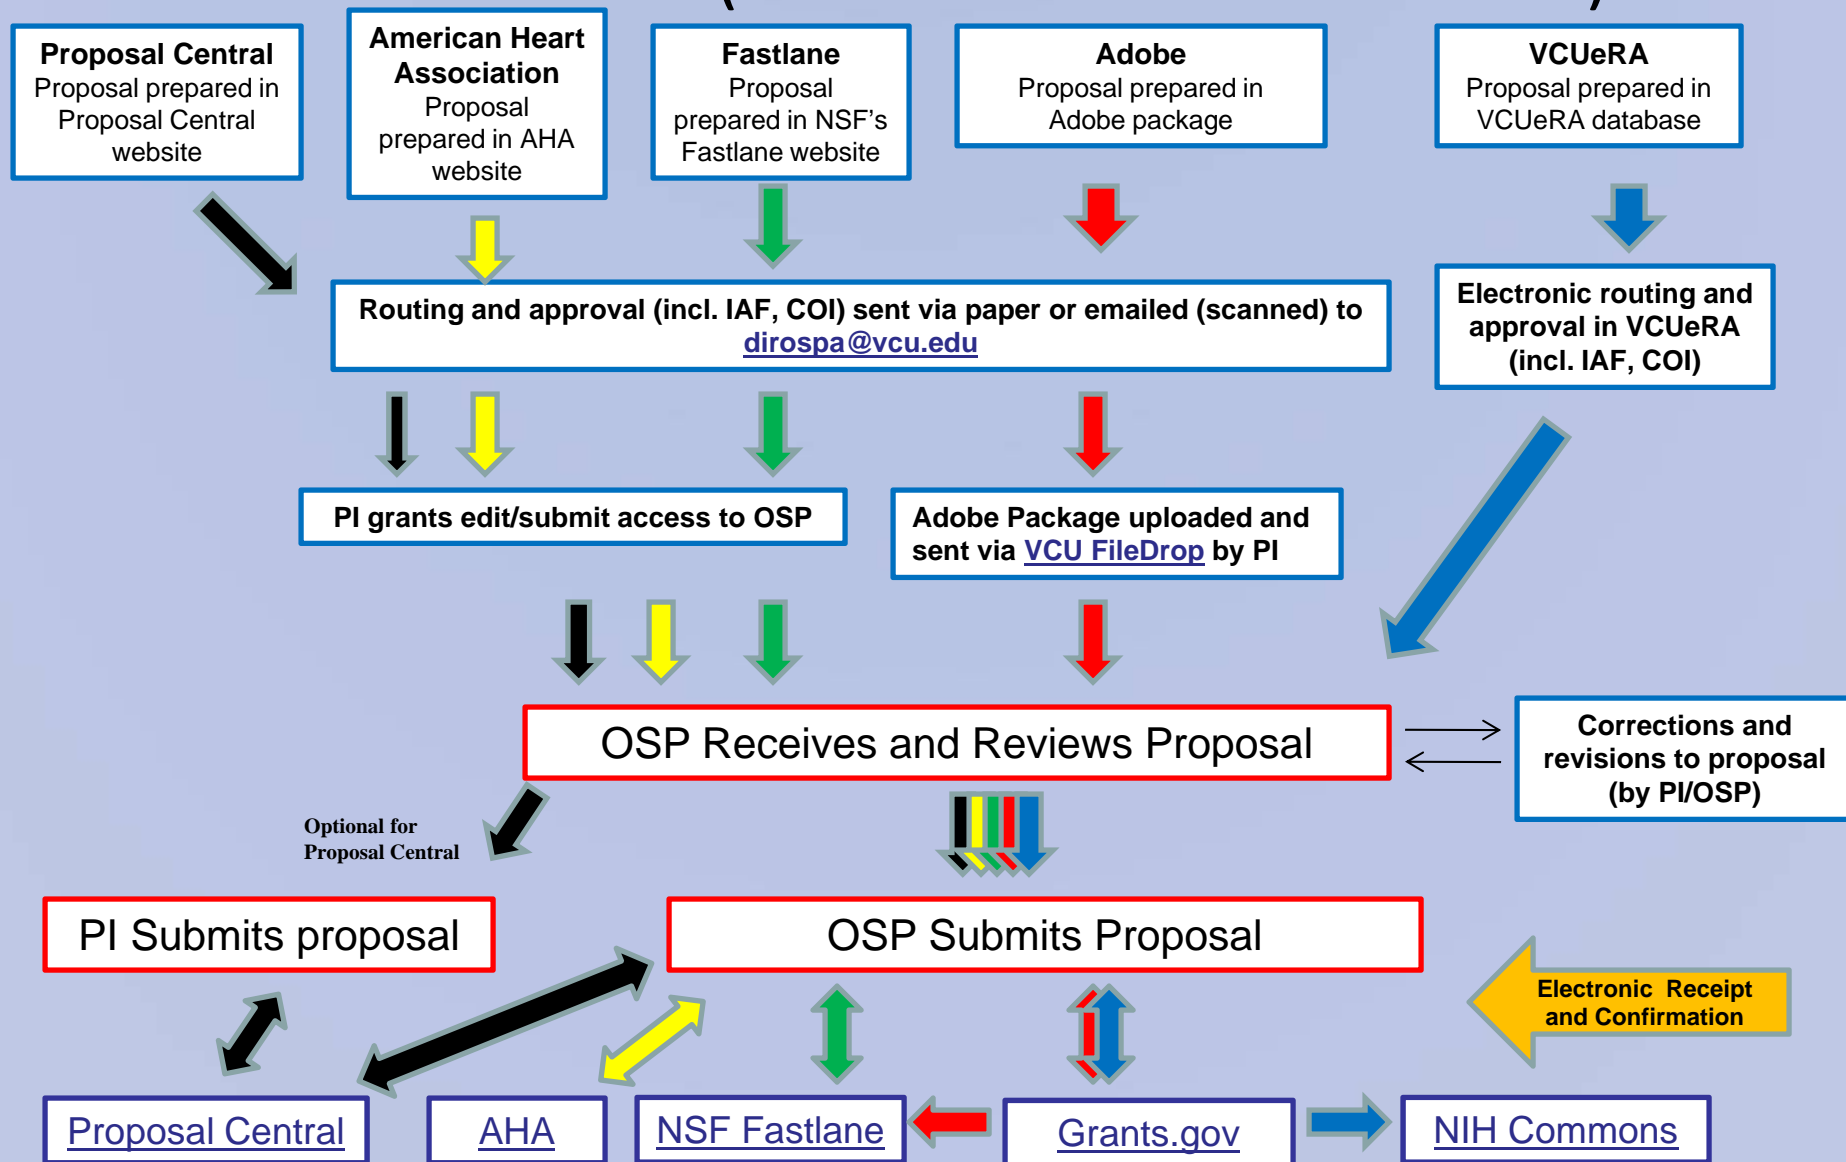 Proposal Central
Proposal prepared in
Proposal Central
website
American Heart
Association
Proposal
prepared in AHA
website
Fastlane
Proposal
prepared in NSF's
Fastlane website
Adobe
Proposal prepared in
Adobe package
VCUeRA
Proposal prepared in
VCUeRA database
Routing and approval (incl. IAF, COI) sent via paper or emailed (scanned) to
dirospa@vcu.edu
Electronic routing and
approval in VCUeRA
(incl. IAF, COI)
PI grants edit/submit access to OSP
Adobe Package uploaded and
sent via VCU FileDrop by PI
OSP Receives and Reviews Proposal
Corrections and
revisions to proposal
(by PI/OSP)
Optional for
Proposal Central
PI Submits proposal
OSP Submits Proposal
Electronic Receipt
and Confirmation
Proposal Central
AHA
NSF Fastlane
Grants.gov
NIH Commons